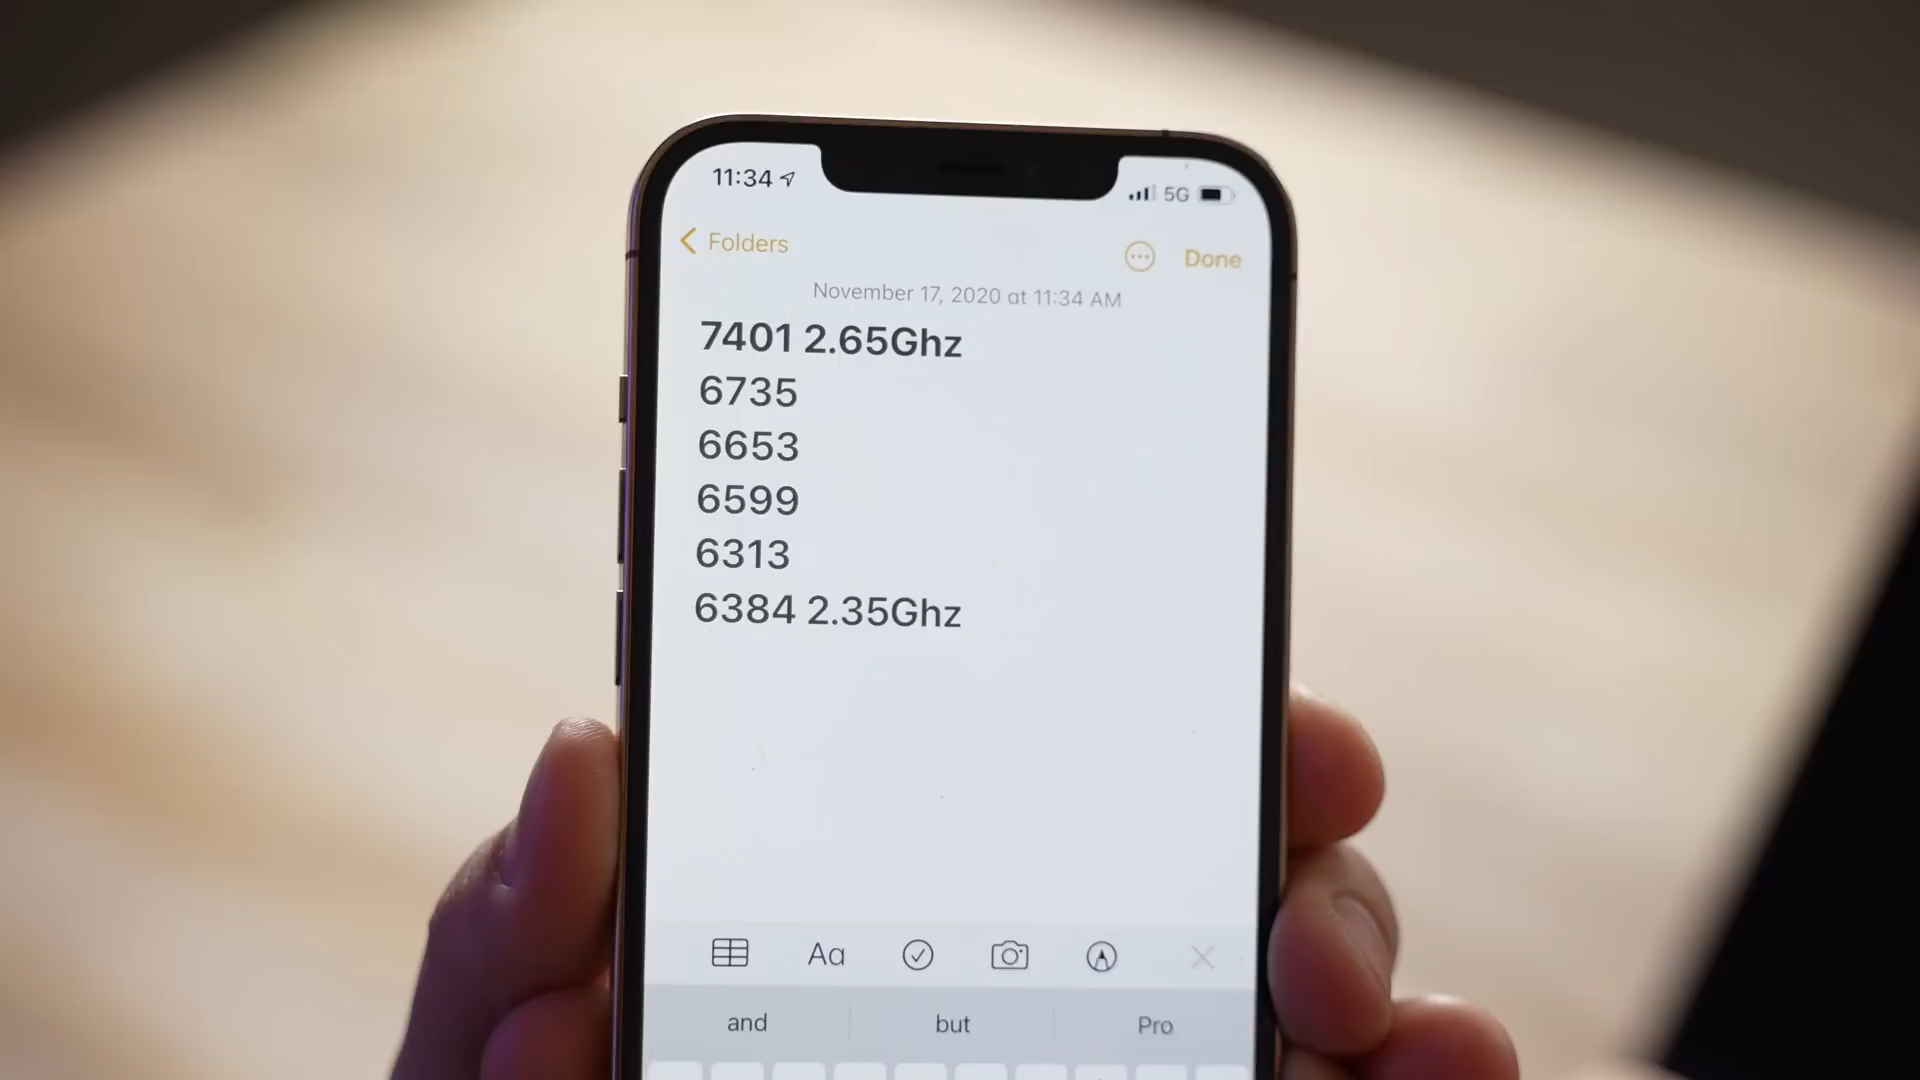 11:34
5G
Folders
Done
November 17, 2020 at 11:34 AM
7401 2.65Ghz
6735
6653
6599
6313
6384 2.35Ghz
Aa
and but Pro